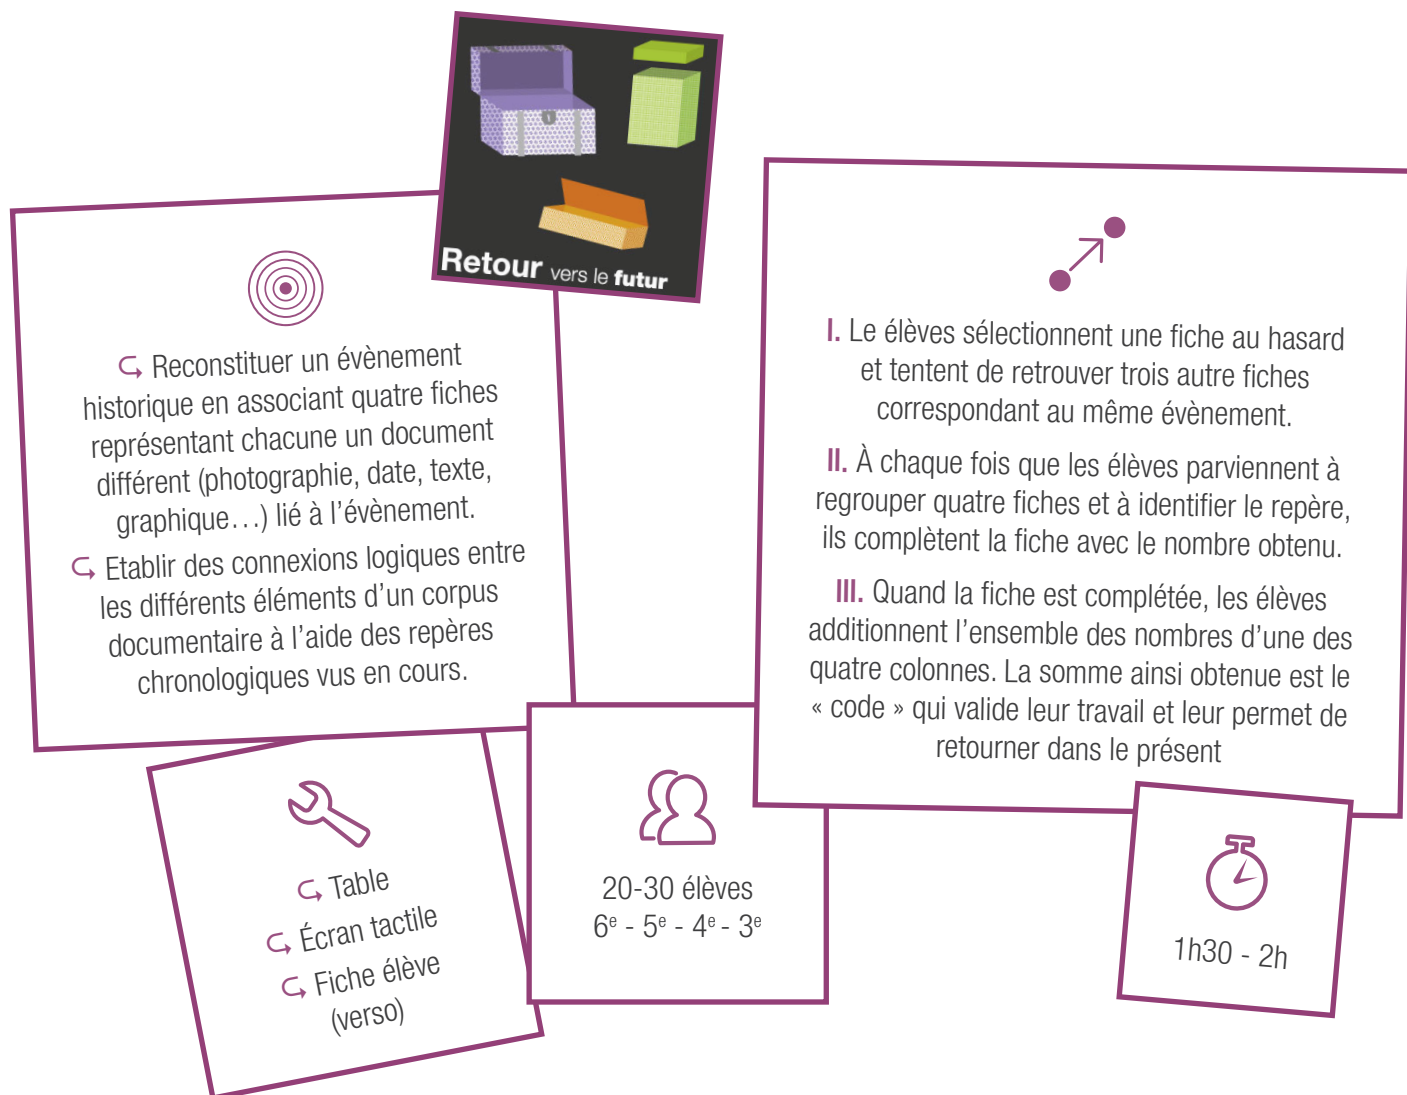 Retour vers le futur
↪ Reconstituer un évènement
historique en associant quatre fiches
représentant chacune un document
différent (photographie, date, texte,
graphique…) lié à l’évènement.
↪ Etablir des connexions logiques entre
les différents éléments d’un corpus
documentaire à l’aide des repères
chronologiques vus en cours.
I. Le élèves sélectionnent une fiche au hasard
et tentent de retrouver trois autre fiches
correspondant au même évènement.
II. À chaque fois que les élèves parviennent à
regrouper quatre fiches et à identifier le repère,
ils complètent la fiche avec le nombre obtenu.
III. Quand la fiche est complétée, les élèves
additionnent l’ensemble des nombres d’une des
quatre colonnes. La somme ainsi obtenue est le
« code » qui valide leur travail et leur permet de
retourner dans le présent
↪ Table
↪ Écran tactile
↪ Fiche élève
(verso)
20-30 élèves
6e - 5e - 4e - 3e
1h30 - 2h